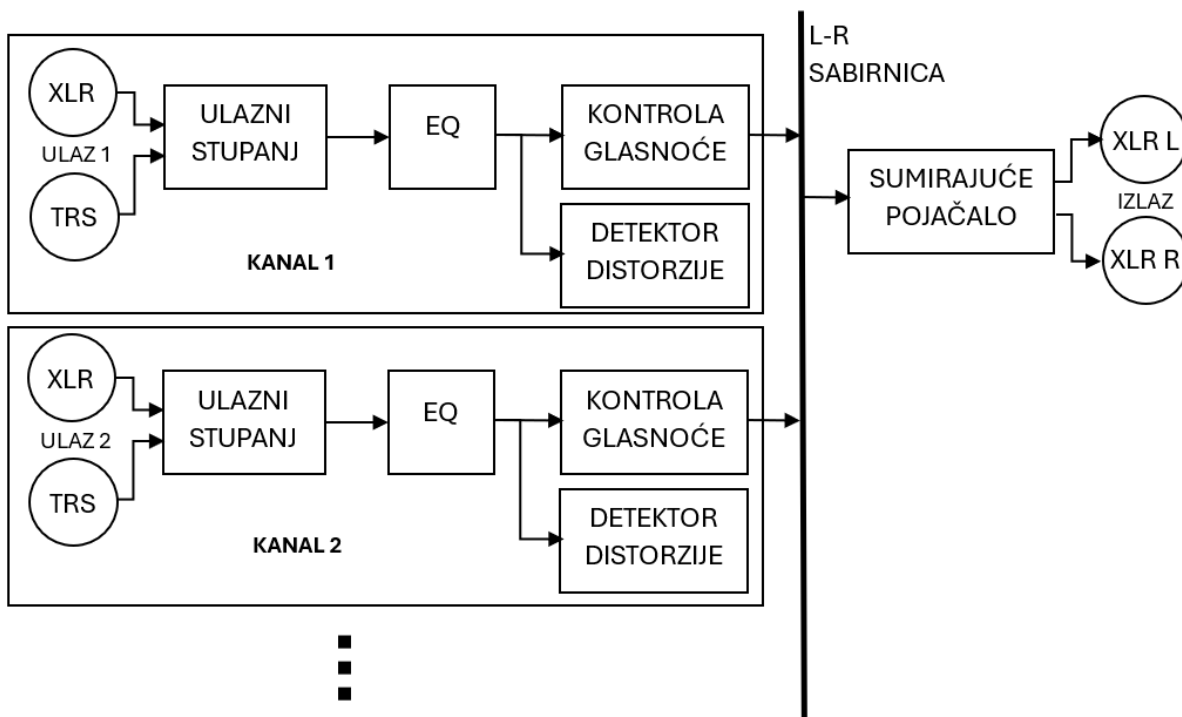 XLR
ULAZ 1
TRS
ULAZNI
STUPANJ
EQ
KONTROLA
GLASNOĆE
DETEKTOR
DISTORZIJE
KANAL 1
XLR
ULAZ 2
TRS
ULAZNI
STUPANJ
EQ
KONTROLA
GLASNOĆE
DETEKTOR
DISTORZIJE
KANAL 2
L-R
SABIRNICA
SUMIRAJUĆE
POJAČALO
XLR L
IZLAZ
XLR R